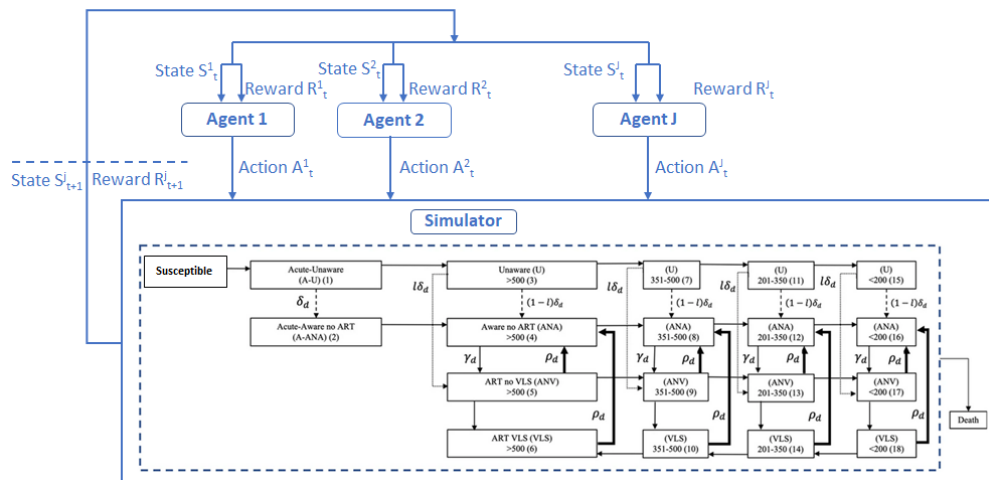 State S¹t State S²t State Sᴶt
Reward R¹t Reward R²t Reward Rᴶt
Agent 1 Agent 2 Agent J
Action A¹t Action A²t Action Aᴶt
State Sʲt+1 Reward Rʲt+1
Simulator
Susceptible
Acute-Unaware
(A-U) (1)
Unaware (U)
>500 (3)
(U)
351-500 (7)
(U)
201-350 (11)
(U)
<200 (15)
δd lδd (1 − l)δd lδd (1 − l)δd lδd (1 − l)δd lδd (1 − l)δd
Acute-Aware no ART
(A-ANA) (2)
Aware no ART (ANA)
>500 (4)
(ANA)
351-500 (8)
(ANA)
201-350 (12)
(ANA)
<200 (16)
γd ρd γd ρd γd ρd γd ρd
ART no VLS (ANV)
>500 (5)
(ANV)
351-500 (9)
(ANV)
201-350 (13)
(ANV)
<200 (17)
ρd ρd ρd ρd
Death
ART VLS (VLS)
>500 (6)
(VLS)
351-500 (10)
(VLS)
201-350 (14)
(VLS)
<200 (18)